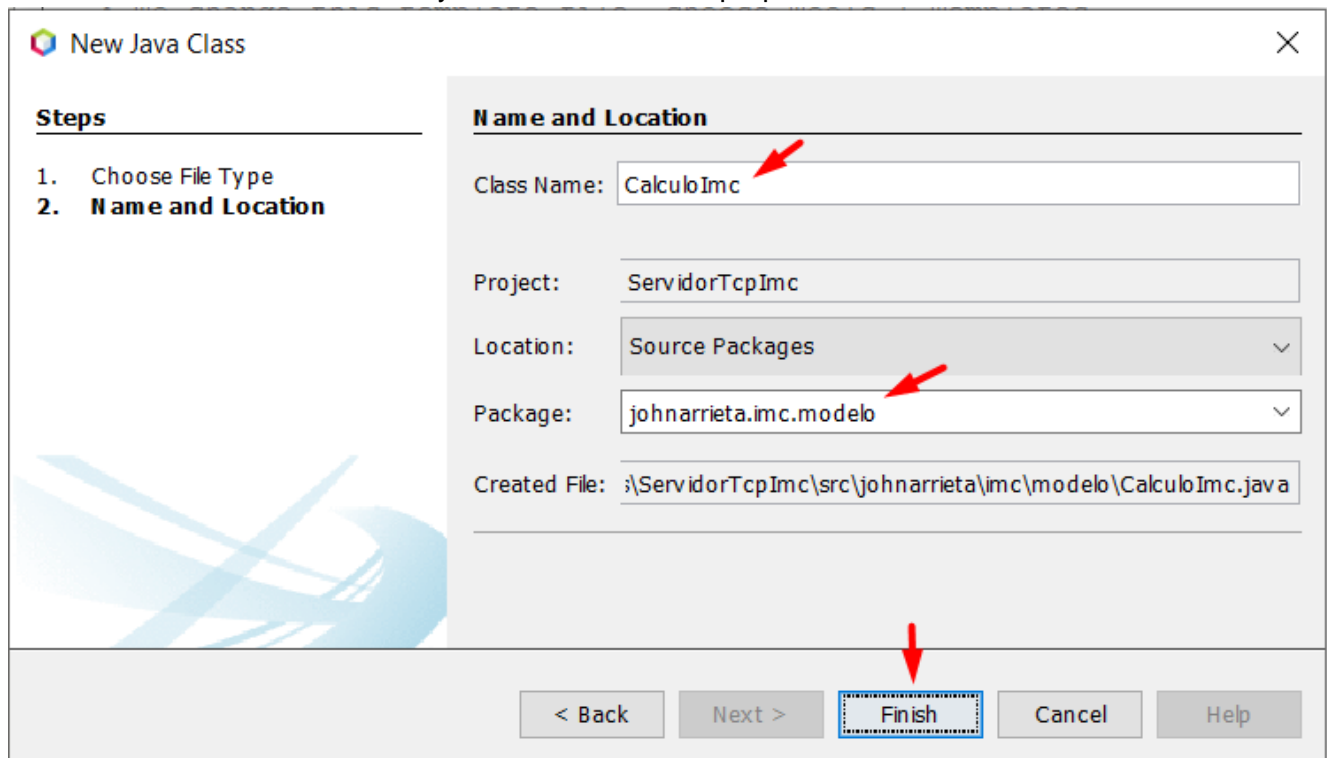 New Java Class
Steps
1. Choose File Type
2. Name and Location
Name and Location
Class Name: CalculoImc
Project: ServidorTcpImc
Location: Source Packages
Package: johnarrieta.imc.modelo
Created File: s\ServidorTcpImc\src\johnarrieta\imc\modelo\CalculoImc.java
< Back Next > Finish Cancel Help